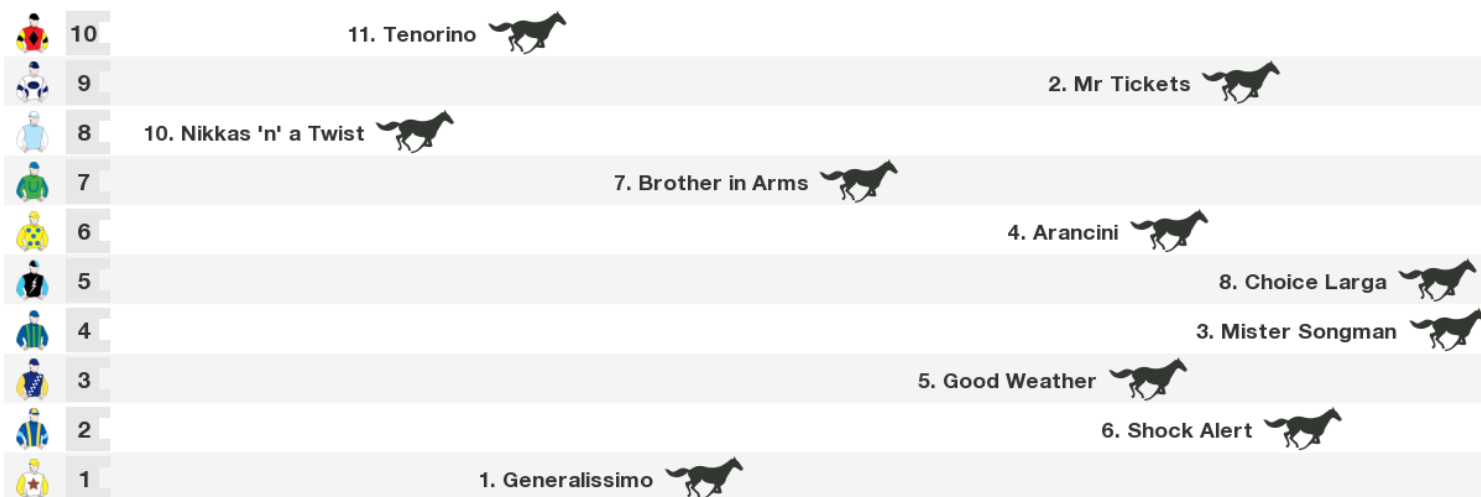 10 11. Tenorino
9 2. Mr Tickets
8 10. Nikkas 'n' a Twist
7 7. Brother in Arms
6 4. Arancini
5 8. Choice Larga
4 3. Mister Songman
3 5. Good Weather
2 6. Shock Alert
1 1. Generalissimo